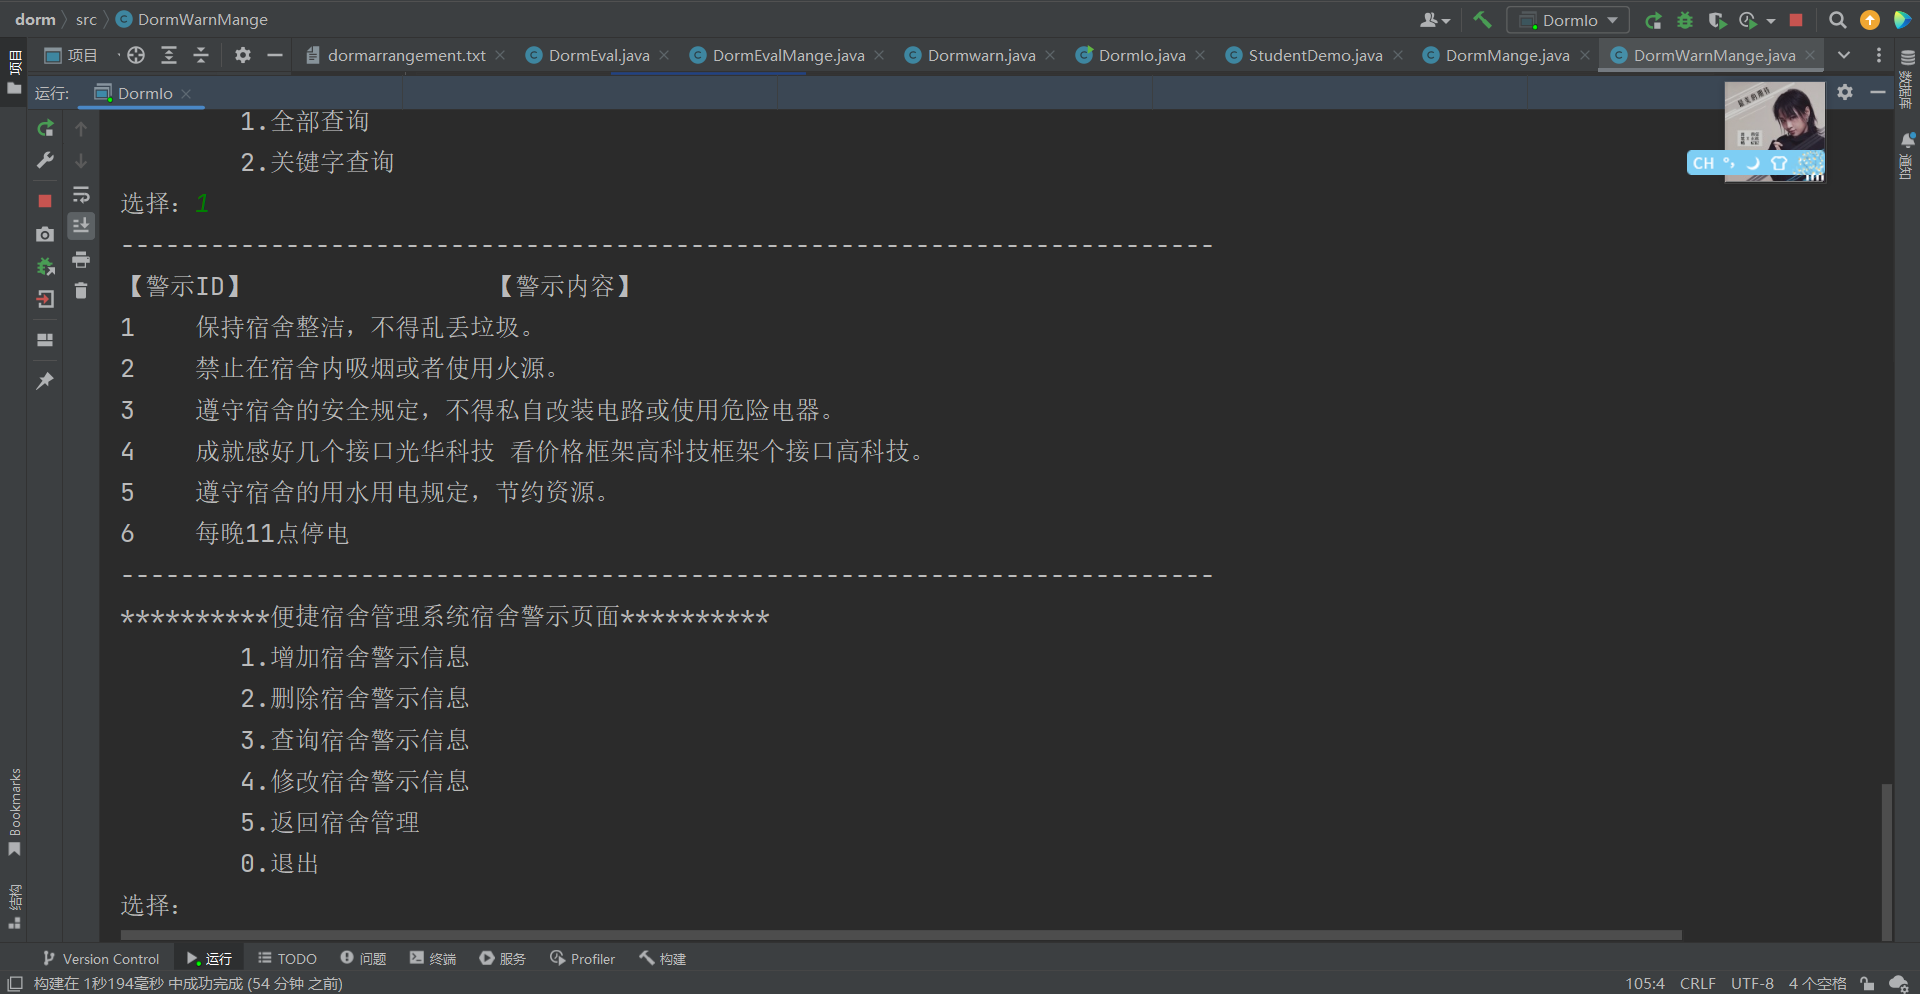 dorm src DormWarnMange DormIo
项目 dormarrangement.txt DormEval.java DormEvalMange.java Dormwarn.java DormIo.java StudentDemo.java DormMange.java DormWarnMange.java
运行: DormIo
1.全部查询
2.关键字查询
选择: 1
-------------------------------------------------------------------------
【警示ID】 【警示内容】
1 保持宿舍整洁，不得乱丢垃圾。
2 禁止在宿舍内吸烟或者使用火源。
3 遵守宿舍的安全规定，不得私自改装电路或使用危险电器。
4 成就感好几个接口光华科技 看价格框架高科技框架个接口高科技。
5 遵守宿舍的用水用电规定，节约资源。
6 每晚11点停电
-------------------------------------------------------------------------
**********便捷宿舍管理系统宿舍警示页面**********
1.增加宿舍警示信息
2.删除宿舍警示信息
3.查询宿舍警示信息
4.修改宿舍警示信息
5.返回宿舍管理
0.退出
选择:
项目
Bookmarks
结构
数据库
通知
CH
Version Control 运行 TODO 问题 终端 服务 Profiler 构建
构建在 1秒194毫秒 中成功完成 (54 分钟 之前) 105:4 CRLF UTF-8 4 个空格